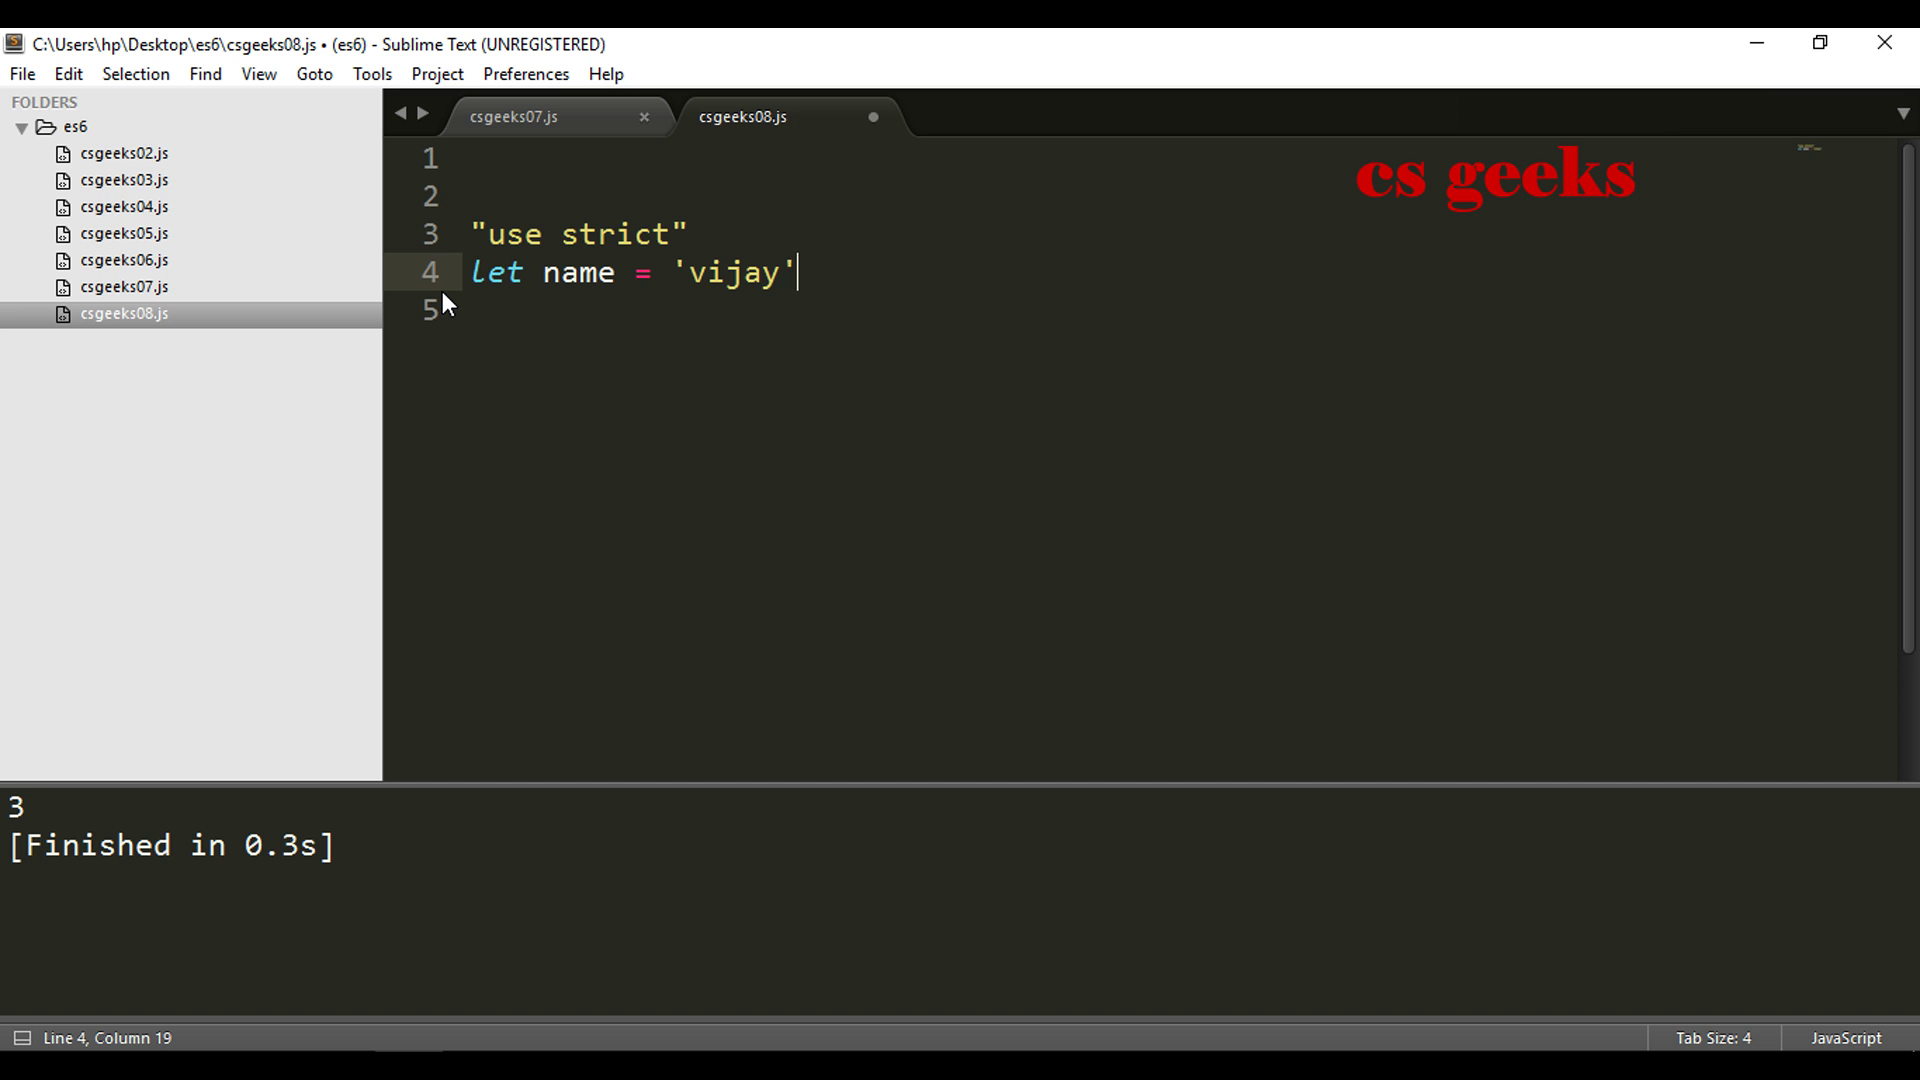 C:\Users\hp\Desktop\es6\csgeeks08.js • (es6) - Sublime Text (UNREGISTERED)
File Edit Selection Find View Goto Tools Project Preferences Help
FOLDERS
es6
csgeeks02.js
csgeeks03.js
csgeeks04.js
csgeeks05.js
csgeeks06.js
csgeeks07.js
csgeeks08.js
csgeeks07.js csgeeks08.js
cs geeks
1
2
3 "use strict"
4 let name = 'vijay'
5
3
[Finished in 0.3s]
Line 4, Column 19 Tab Size: 4 JavaScript